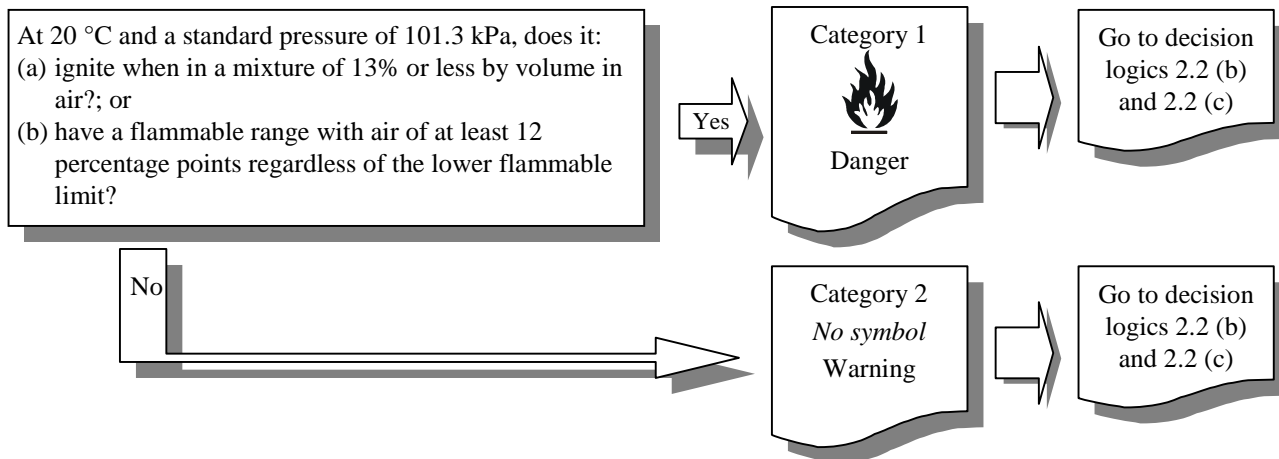 At 20 °C and a standard pressure of 101.3 kPa, does it:
(a) ignite when in a mixture of 13% or less by volume in
air?; or
(b) have a flammable range with air of at least 12
percentage points regardless of the lower flammable
limit?
Yes
Category 1
Danger
Go to decision
logics 2.2 (b)
and 2.2 (c)
No
Category 2
No symbol
Warning
Go to decision
logics 2.2 (b)
and 2.2 (c)